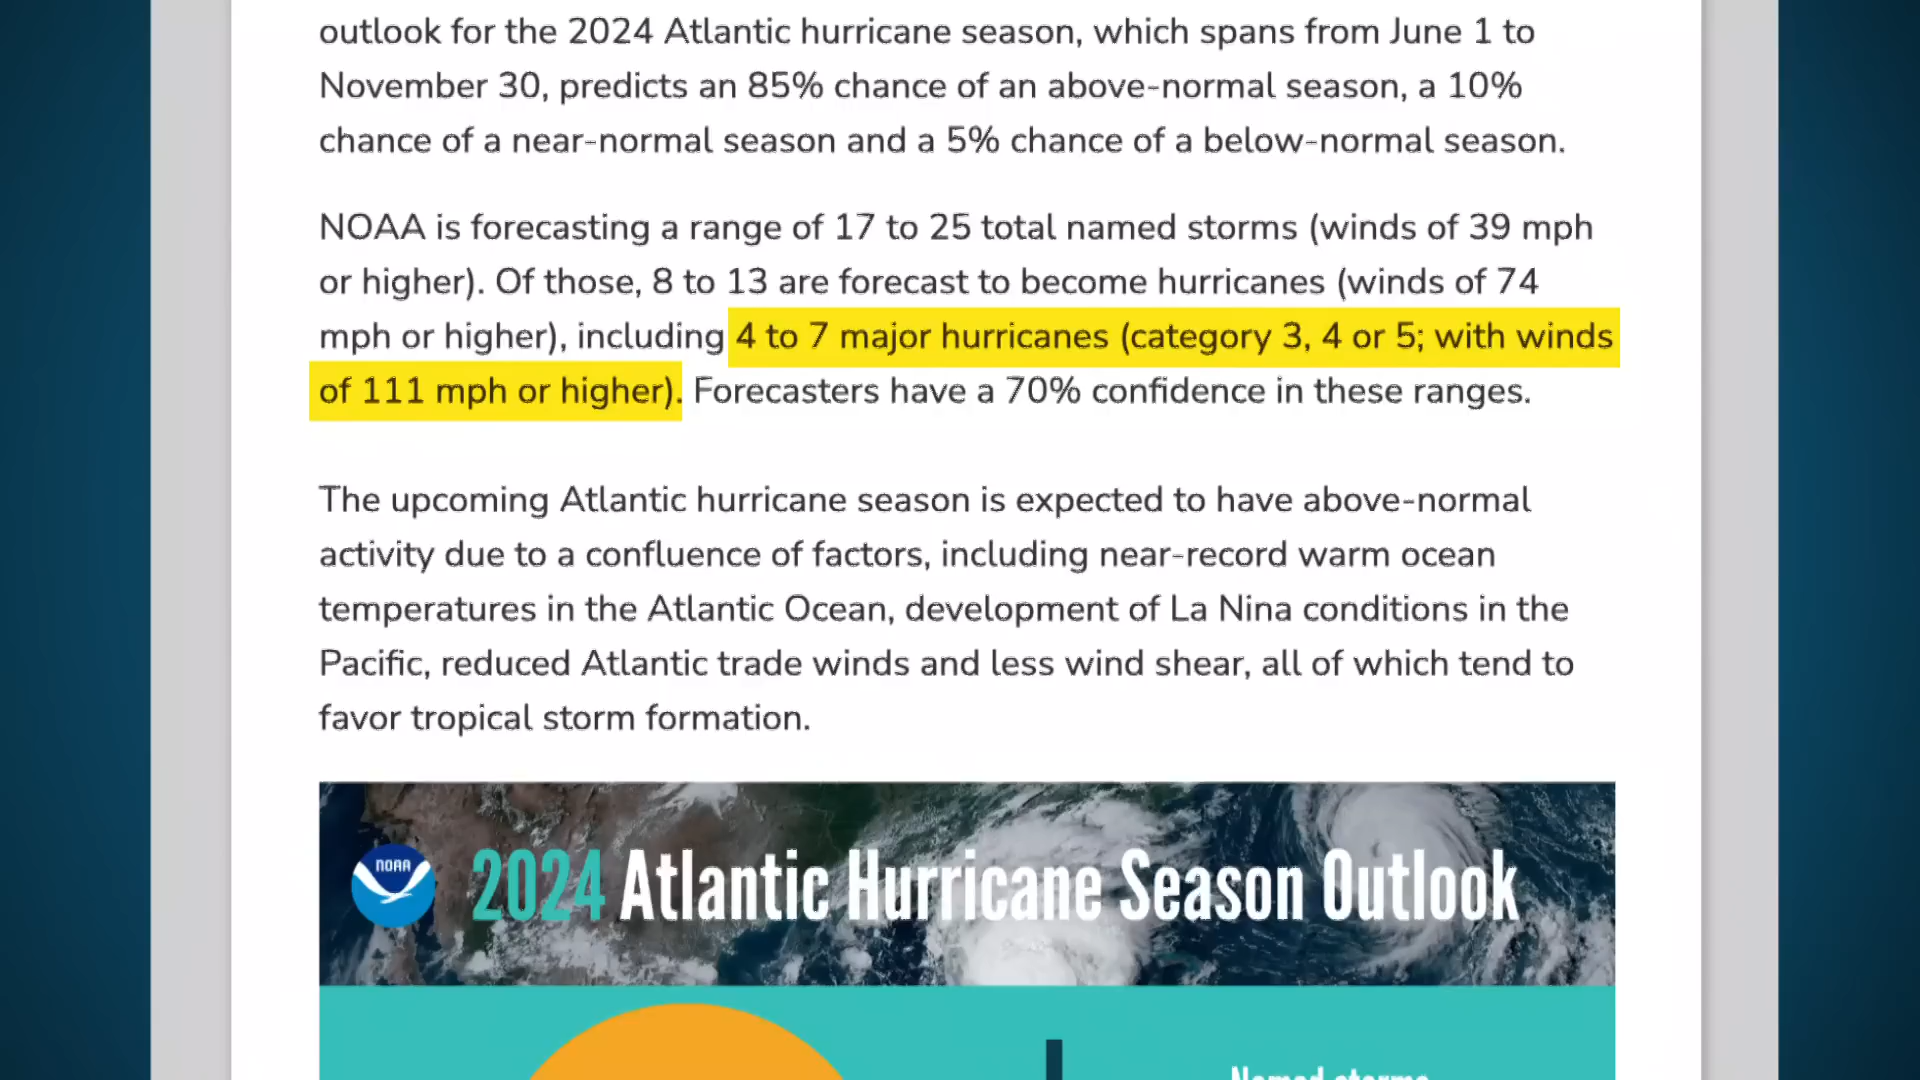 outlook for the 2024 Atlantic hurricane season, which spans from June 1 to
November 30, predicts an 85% chance of an above-normal season, a 10%
chance of a near-normal season and a 5% chance of a below-normal season.
NOAA is forecasting a range of 17 to 25 total named storms (winds of 39 mph
or higher). Of those, 8 to 13 are forecast to become hurricanes (winds of 74
mph or higher), including 4 to 7 major hurricanes (category 3, 4 or 5; with winds
of 111 mph or higher). Forecasters have a 70% confidence in these ranges.
The upcoming Atlantic hurricane season is expected to have above-normal
activity due to a confluence of factors, including near-record warm ocean
temperatures in the Atlantic Ocean, development of La Nina conditions in the
Pacific, reduced Atlantic trade winds and less wind shear, all of which tend to
favor tropical storm formation.
NOAA
2024 Atlantic Hurricane Season Outlook
Named storms